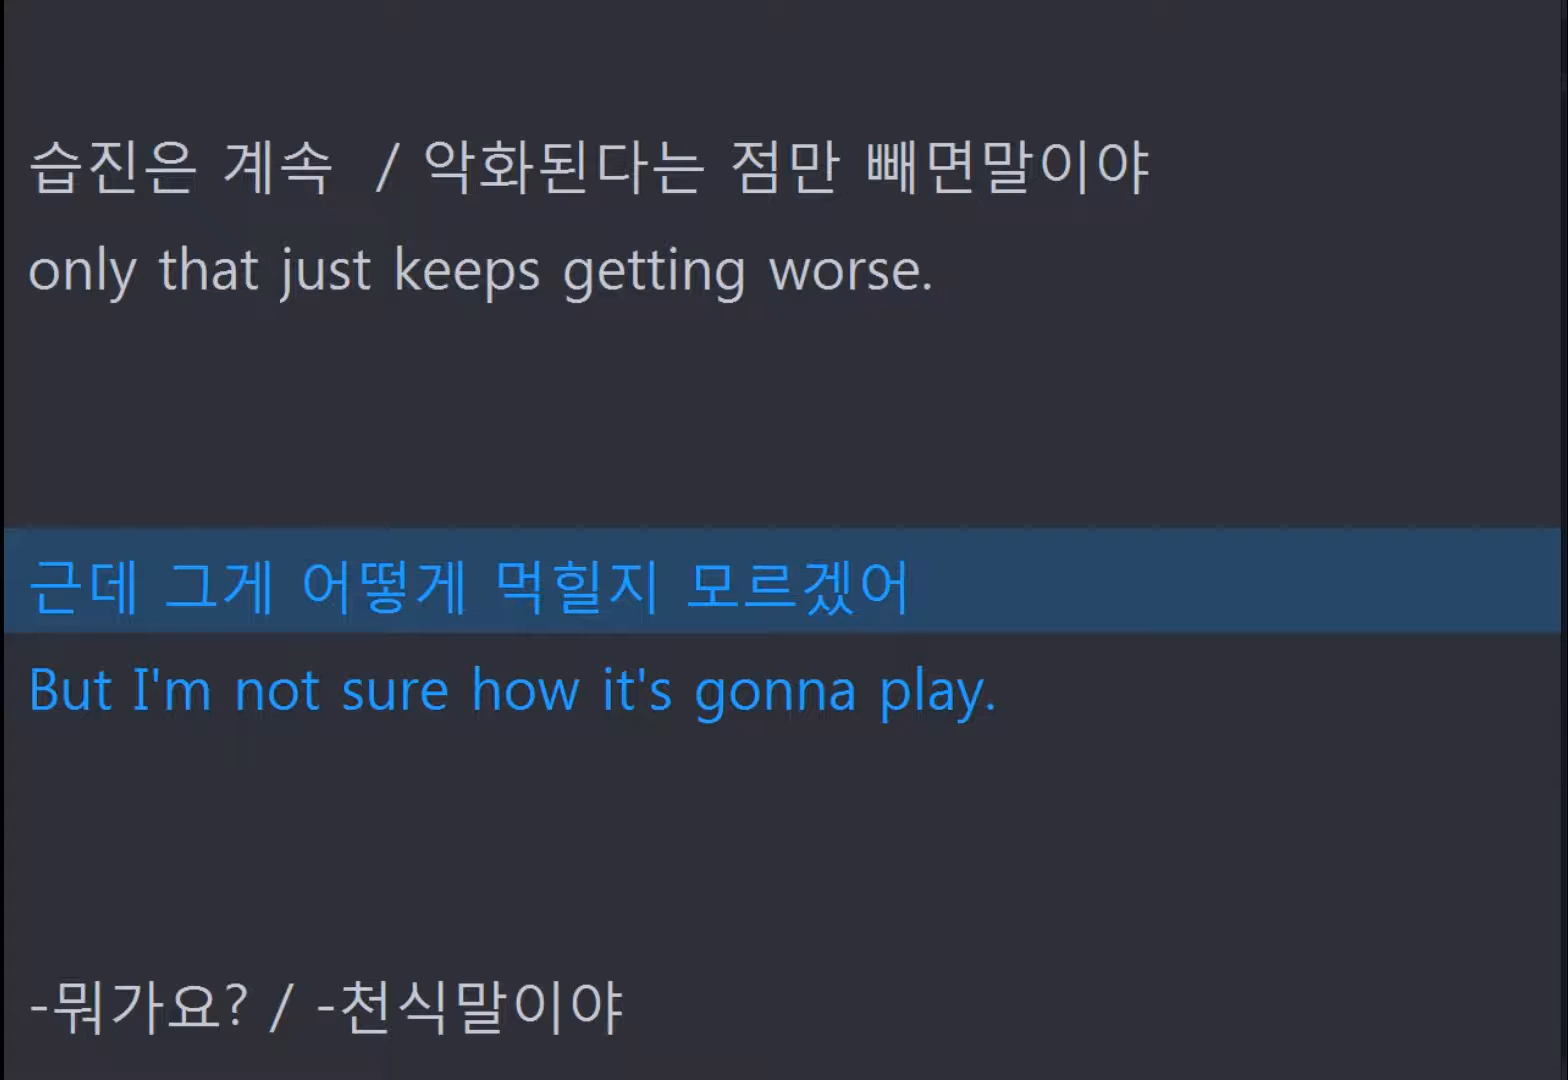 습진은 계속 / 악화된다는 점만 빼면말이야
only that just keeps getting worse.
근데 그게 어떻게 먹힐지 모르겠어
But I'm not sure how it's gonna play.
-뭐가요? / -천식말이야